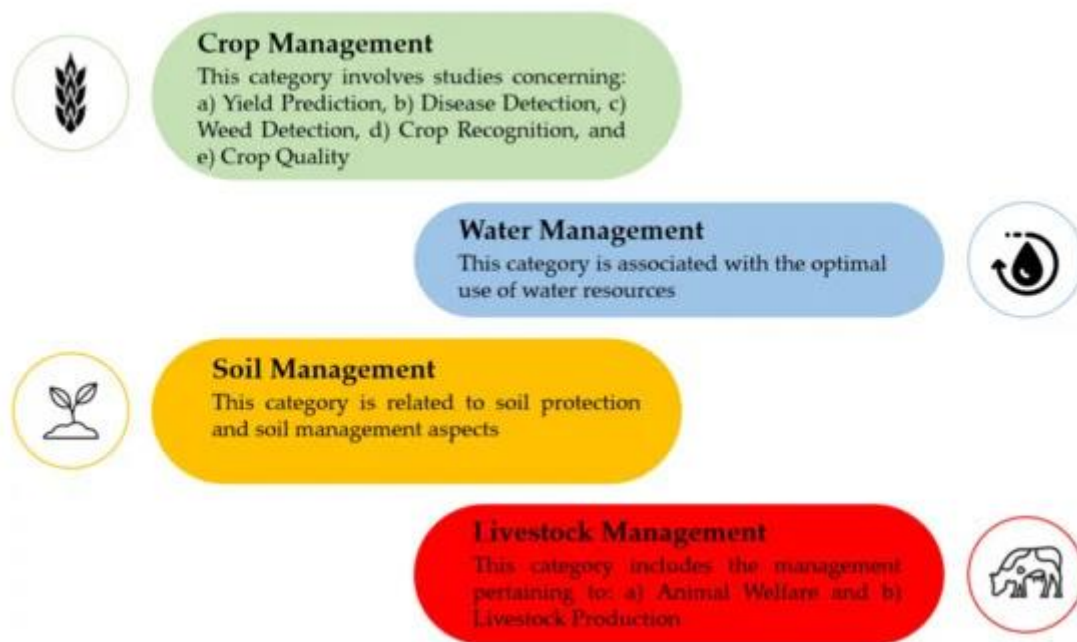 Crop Management
This category involves studies concerning:
a) Yield Prediction, b) Disease Detection, c)
Weed Detection, d) Crop Recognition, and
e) Crop Quality
Water Management
This category is associated with the optimal
use of water resources
Soil Management
This category is related to soil protection
and soil management aspects
Livestock Management
This category includes the management
pertaining to: a) Animal Welfare and b)
Livestock Production